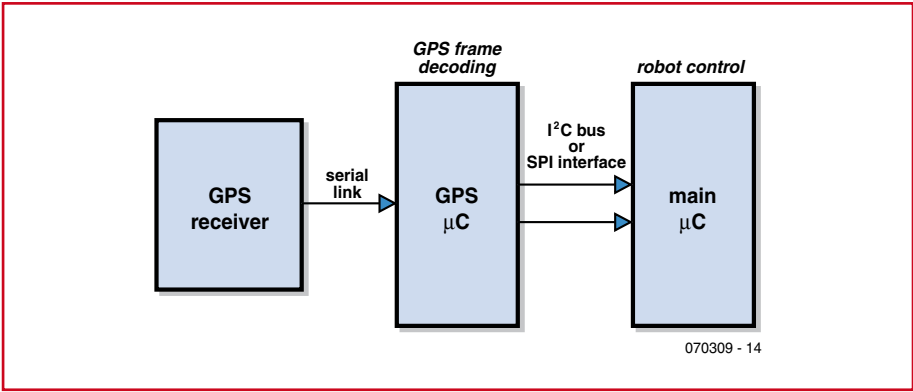 GPS
receiver
serial
link
GPS frame
decoding
GPS
µC
I²C bus
or
SPI interface
robot control
main
µC
070309 - 14